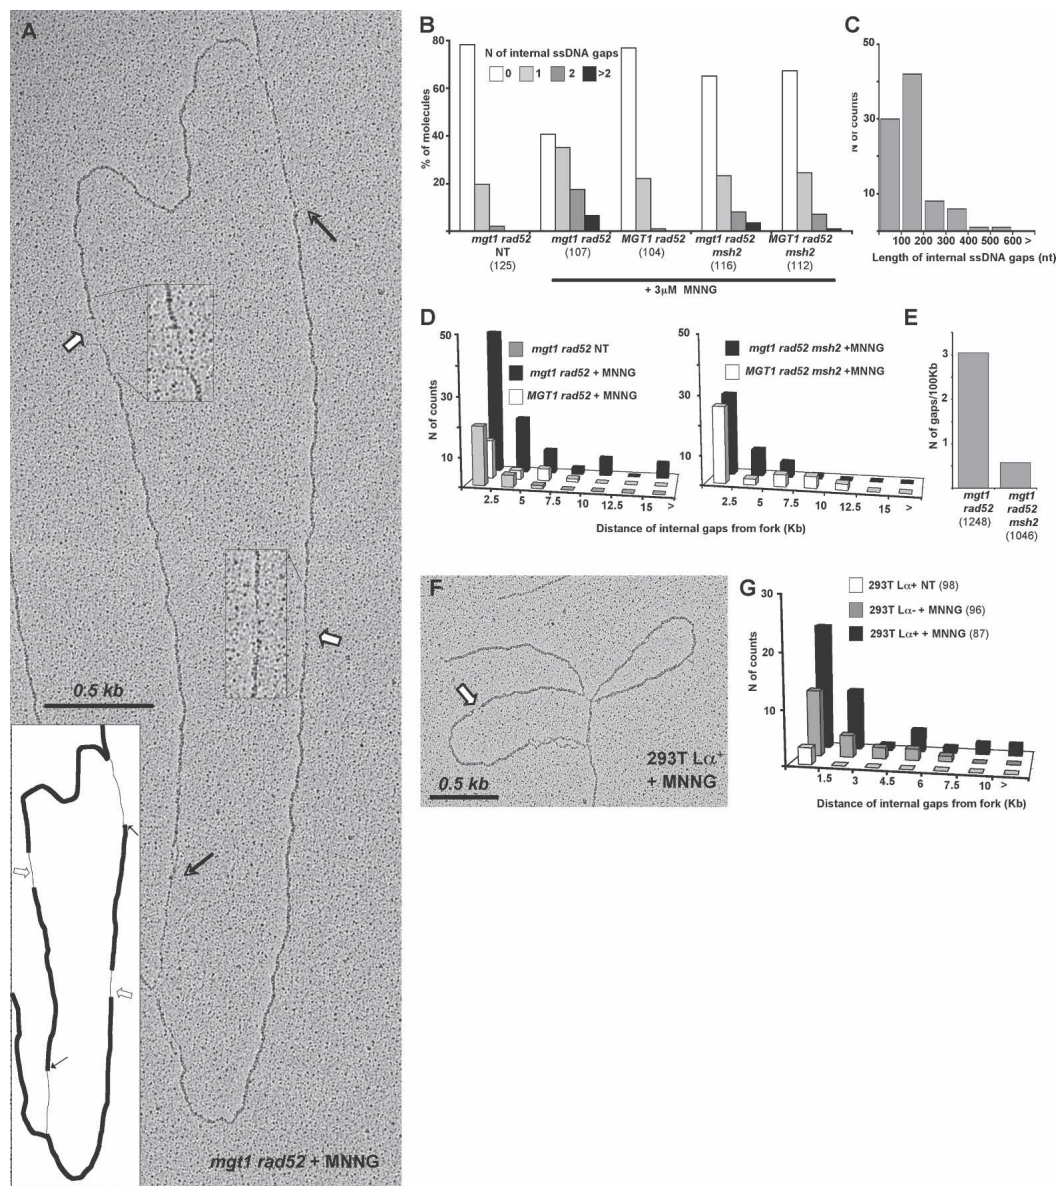 A
0.5 kb
mgt1 rad52 + MNNG
B
N of internal ssDNA gaps
0 1 2 >2
% of molecules
80
60
40
20
mgt1 rad52 mgt1 rad52 MGT1 rad52 mgt1 rad52 MGT1 rad52
NT (107) (104) msh2 msh2
(125) (116) (112)
+ 3µM MNNG
C
N of counts
50
30
10
100 200 300 400 500 600 >
Length of internal ssDNA gaps (nt)
D
N of counts
50
30
20
10
mgt1 rad52 NT
mgt1 rad52 + MNNG
MGT1 rad52 + MNNG
2.5 5 7.5 10 12.5 15 >
50
30
20
10
mgt1 rad52 msh2 +MNNG
MGT1 rad52 msh2 +MNNG
2.5 5 7.5 10 12.5 15 >
Distance of internal gaps from fork (Kb)
E
N of gaps/100Kb
3
2
1
mgt1 mgt1
rad52 rad52
(1248) msh2
(1046)
F
293T Lα+
+ MNNG
0.5 kb
G
N of counts
30
20
10
293T Lα+ NT (98)
293T Lα- + MNNG (96)
293T Lα+ + MNNG (87)
1.5 3 4.5 6 7.5 10 >
Distance of internal gaps from fork (Kb)